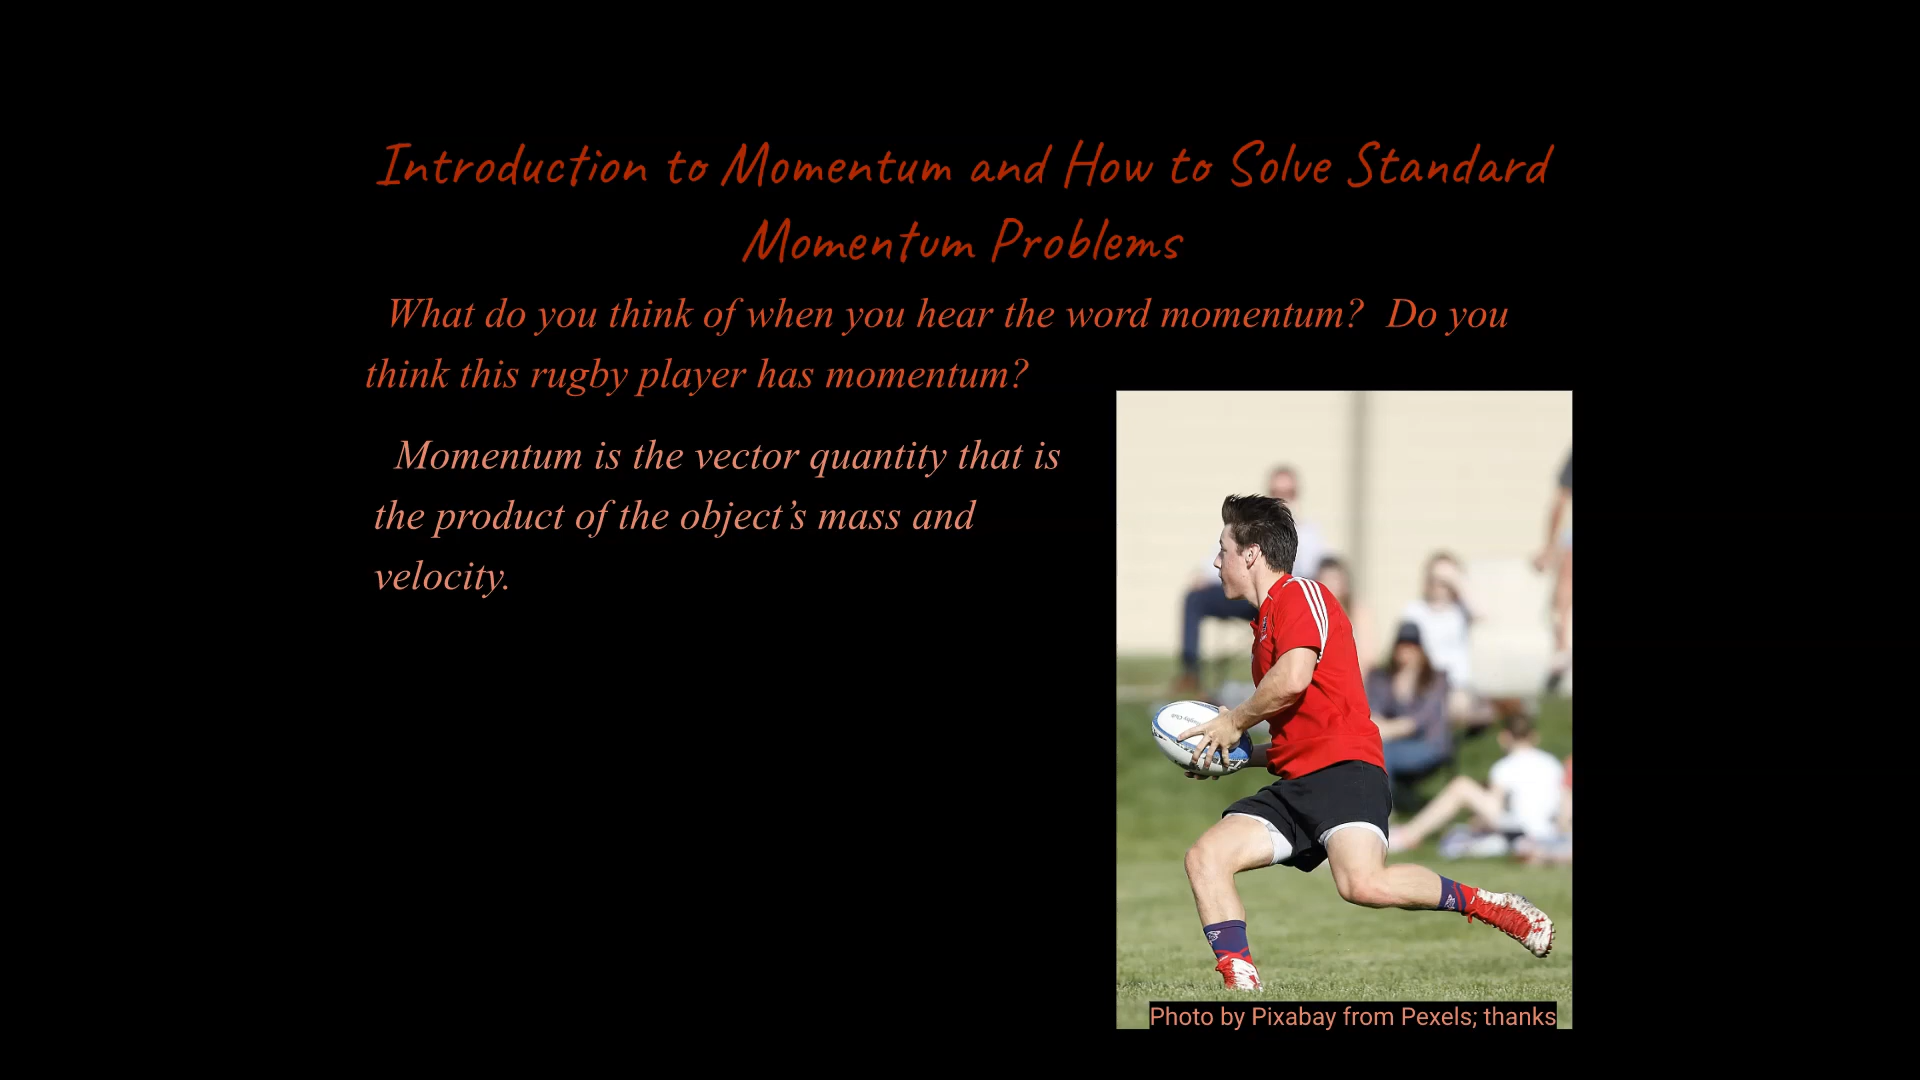 Introduction to Momentum and How to Solve Standard
Momentum Problems
What do you think of when you hear the word momentum? Do you
think this rugby player has momentum?
Momentum is the vector quantity that is
the product of the object’s mass and
velocity.
Photo by Pixabay from Pexels; thanks